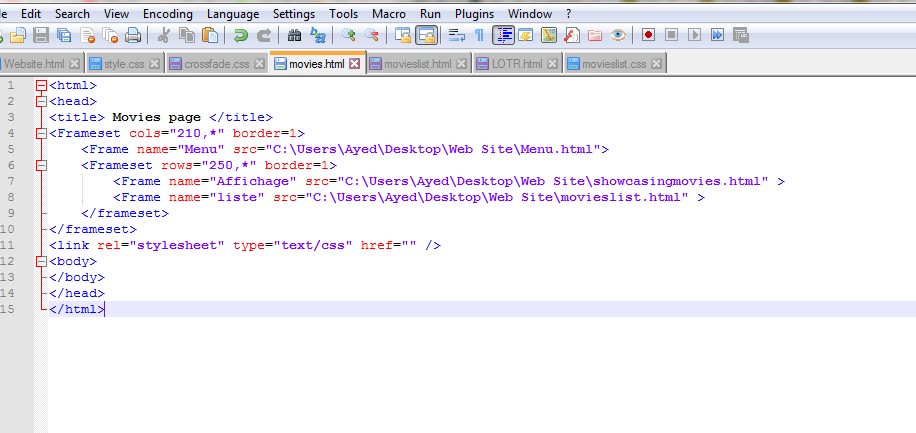 le Edit Search View Encoding Language Settings Tools Macro Run Plugins Window ?
Website.html style.css crossfade.css movies.html movieslist.html LOTR.html movieslist.css
1 <html>
2 <head>
3 <title> Movies page </title>
4 <Frameset cols="210,*" border=1>
5 <Frame name="Menu" src="C:\Users\Ayed\Desktop\Web Site\Menu.html">
6 <Frameset rows="250,*" border=1>
7 <Frame name="Affichage" src="C:\Users\Ayed\Desktop\Web Site\showcasingmovies.html" >
8 <Frame name="liste" src="C:\Users\Ayed\Desktop\Web Site\movieslist.html" >
9 </frameset>
10 </frameset>
11 <link rel="stylesheet" type="text/css" href="" />
12 <body>
13 </body>
14 </head>
15 </html>